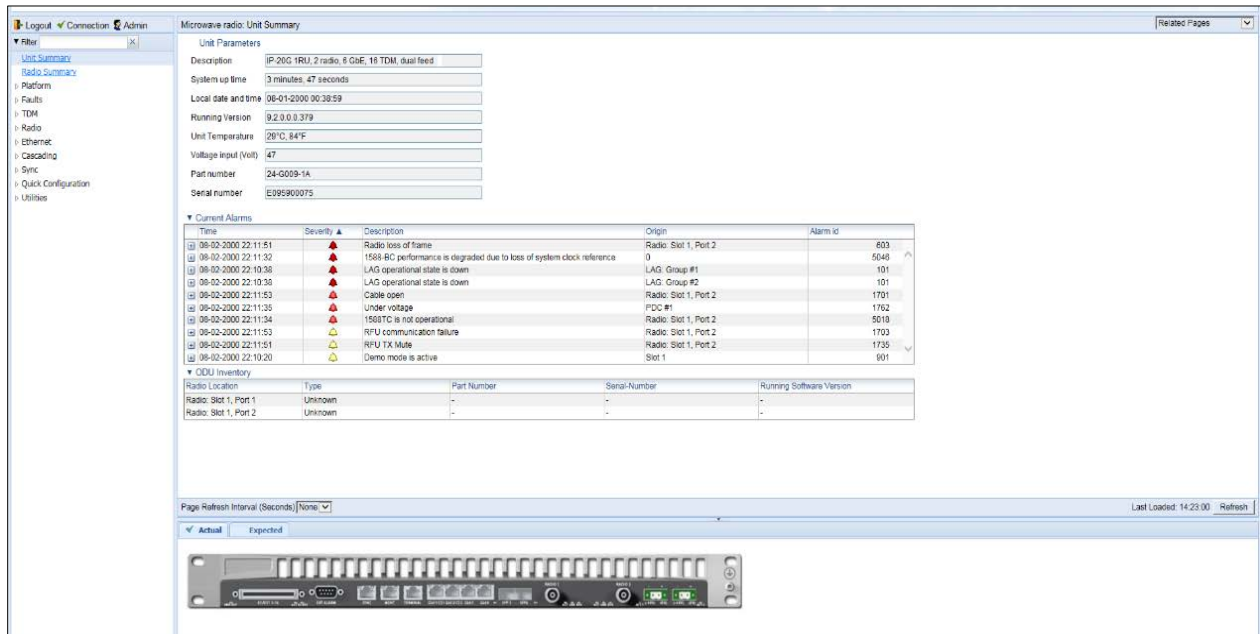 Logout Connection Admin
Microwave radio: Unit Summary
Related Pages
Filter
Unit Summary
Radio Summary
Platform
Faults
TDM
Radio
Ethernet
Cascading
Sync
Quick Configuration
Utilities
Unit Parameters
Description IP-20G 1RU, 2 radio, 6 GbE, 16 TDM, dual feed
System up time 3 minutes, 47 seconds
Local date and time 08-01-2000 00:38:59
Running Version 9.2.0.0.0.379
Unit Temperature 29°C, 84°F
Voltage input (Volt) 47
Part number 24-G009-1A
Serial number E095900075
Current Alarms
Time Severity ▲ Description Origin Alarm Id
08-02-2000 22:11:51 Radio loss of frame Radio: Slot 1, Port 2 603
08-02-2000 22:11:32 1588-BC performance is degraded due to loss of system clock reference 0 5046
08-02-2000 22:10:38 LAG operational state is down LAG: Group #1 101
08-02-2000 22:10:38 LAG operational state is down LAG: Group #2 101
08-02-2000 22:11:53 Cable open Radio: Slot 1, Port 2 1701
08-02-2000 22:11:35 Under voltage PDC #1 1762
08-02-2000 22:11:34 1588TC is not operational Radio: Slot 1, Port 2 5018
08-02-2000 22:11:53 RFU communication failure Radio: Slot 1, Port 2 1703
08-02-2000 22:11:51 RFU TX Mute Radio: Slot 1, Port 2 1735
08-02-2000 22:10:20 Demo mode is active Slot 1 901
ODU Inventory
Radio Location Type Part Number Serial-Number Running Software Version
Radio: Slot 1, Port 1 Unknown - - -
Radio: Slot 1, Port 2 Unknown - - -
Page Refresh Interval (Seconds) None
Last Loaded: 14:23:00 Refresh
Actual Expected